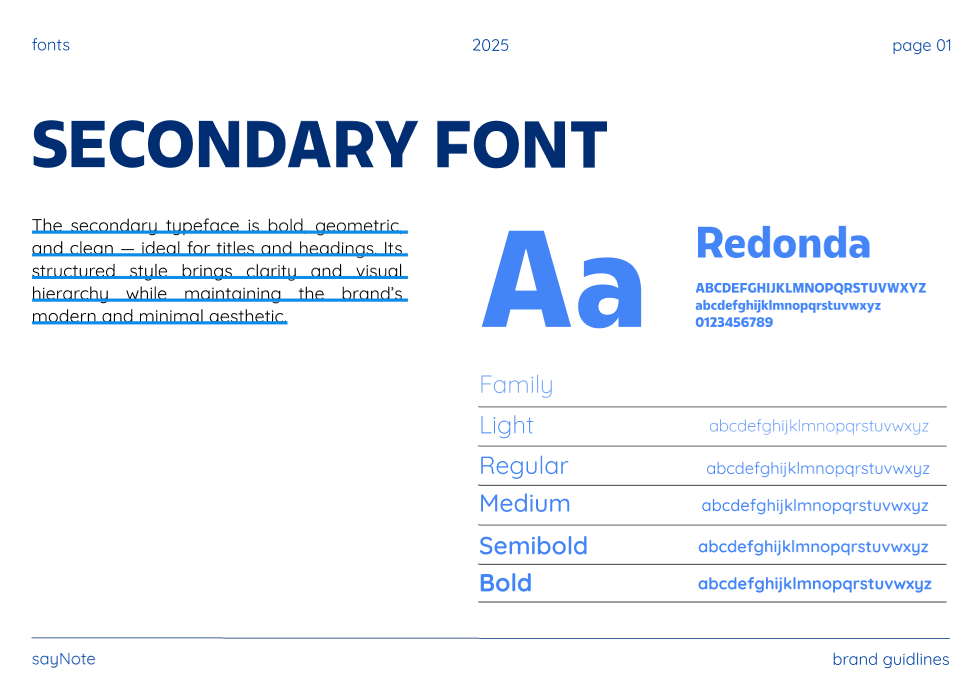 fonts 2025 page 01
SECONDARY FONT
The secondary typeface is bold, geometric,
and clean — ideal for titles and headings. Its
structured style brings clarity and visual
hierarchy while maintaining the brand's
modern and minimal aesthetic.
Aa
Redonda
ABCDEFGHIJKLMNOPQRSTUVWXYZ
abcdefghijklmnopqrstuvwxyz
0123456789
Family
Light abcdefghijklmnopqrstuvwxyz
Regular abcdefghijklmnopqrstuvwxyz
Medium abcdefghijklmnopqrstuvwxyz
Semibold abcdefghijklmnopqrstuvwxyz
Bold abcdefghijklmnopqrstuvwxyz
sayNote brand guidlines